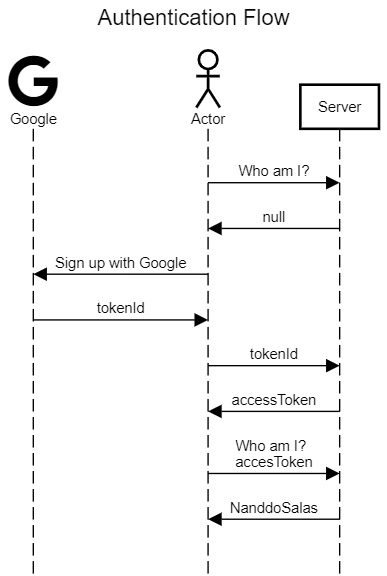 Authentication Flow
Google
Actor
Server
Who am I?
null
Sign up with Google
tokenId
tokenId
accessToken
Who am I?
accesToken
NanddoSalas